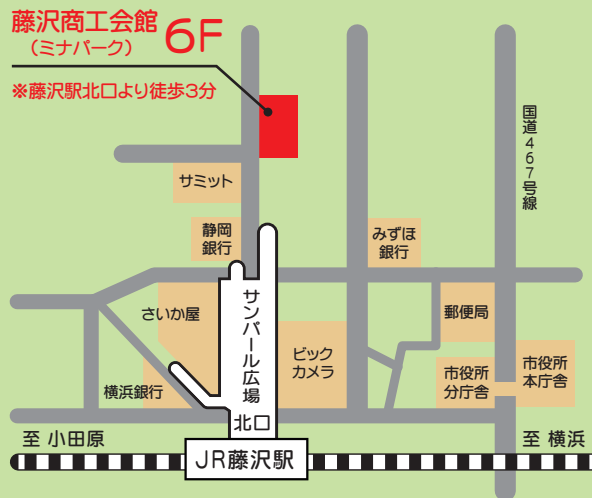 藤沢商工会館
(ミナパーク)
6F
※藤沢駅北口より徒歩3分
国道467号線
サミット
静岡
銀行
みずほ
銀行
さいか屋
サンパール広場
郵便局
ビック
カメラ
横浜銀行
市役所
分庁舎
市役所
本庁舎
北口
至 小田原
至 横浜
JR藤沢駅